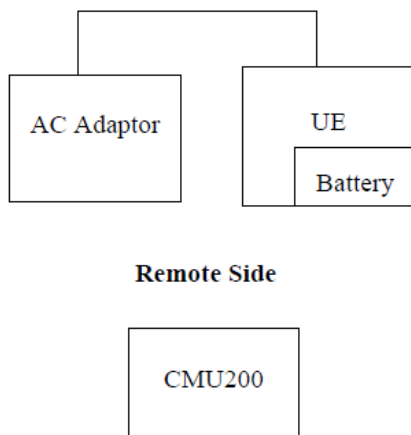 AC Adaptor
UE
Battery
Remote Side
CMU200